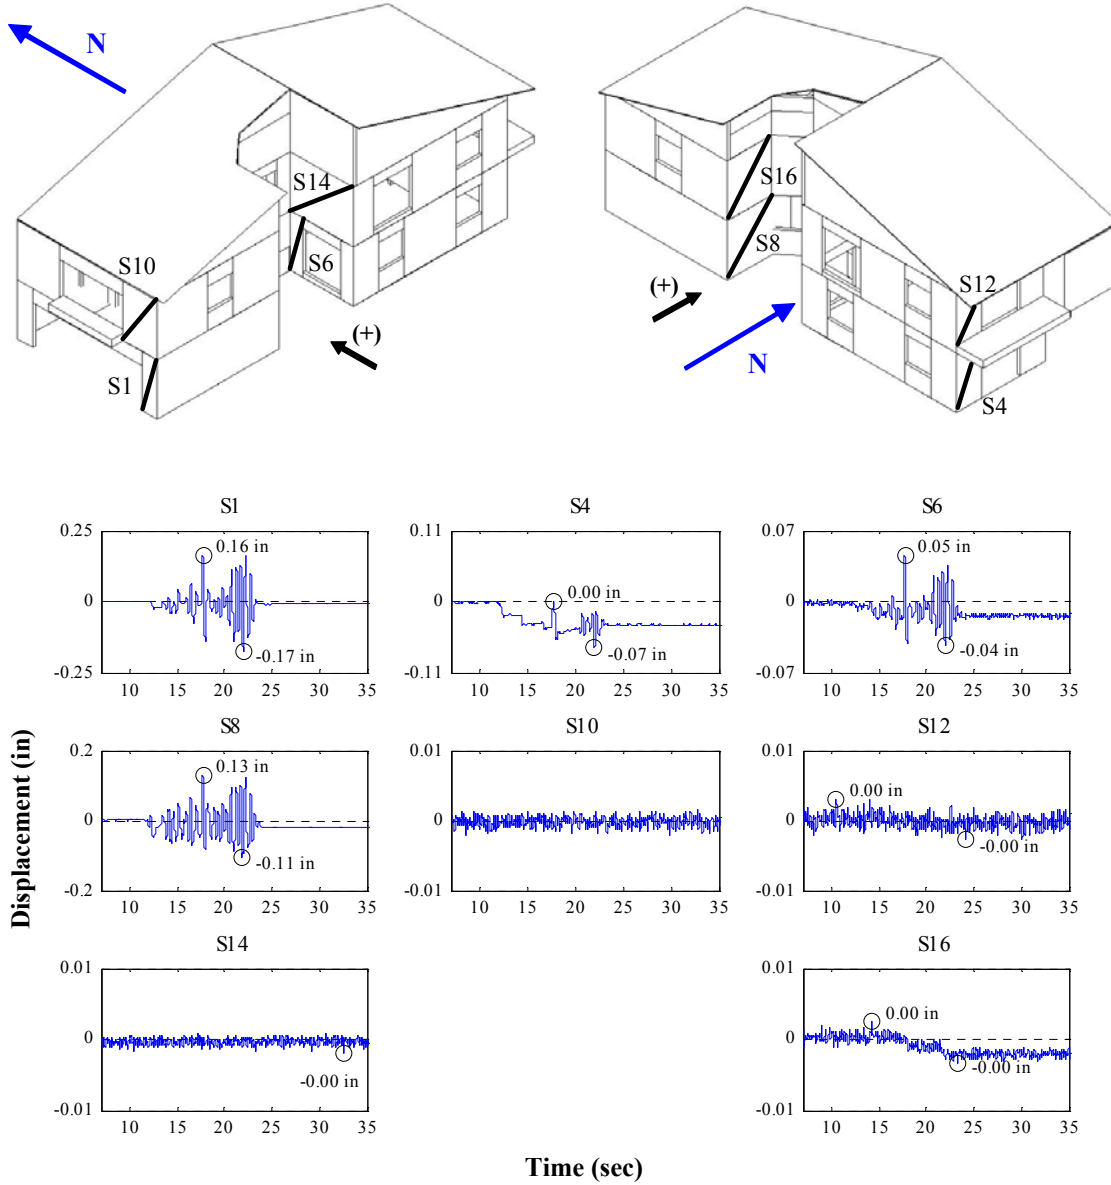 N
S14
S10
S6
(+)
S1
S16
S8
S12
(+)
N
S4
S1
0.25
0
-0.25
0.16 in
-0.17 in
10 15 20 25 30 35
S4
0.11
0
-0.11
0.00 in
-0.07 in
10 15 20 25 30 35
S6
0.07
0
-0.07
0.05 in
-0.04 in
10 15 20 25 30 35
Displacement (in)
S8
0.2
0
-0.2
0.13 in
-0.11 in
10 15 20 25 30 35
S10
0.01
0
-0.01
10 15 20 25 30 35
S12
0.01
0
-0.01
0.00 in
-0.00 in
10 15 20 25 30 35
S14
0.01
0
-0.01
-0.00 in
10 15 20 25 30 35
S16
0.01
0
-0.01
0.00 in
-0.00 in
10 15 20 25 30 35
Time (sec)